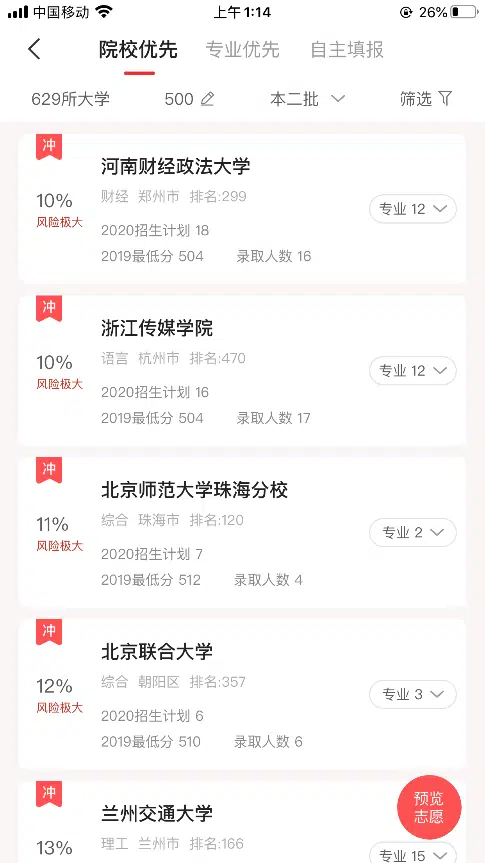 中国移动 上午1:14 26%
院校优先 专业优先 自主填报
629所大学 500 本二批 筛选
冲
河南财经政法大学
10% 财经 郑州市 排名:299 专业 12
风险极大
2020招生计划 18
2019最低分 504 录取人数 16
冲
浙江传媒学院
10% 语言 杭州市 排名:470 专业 12
风险极大
2020招生计划 16
2019最低分 504 录取人数 17
冲
北京师范大学珠海分校
11% 综合 珠海市 排名:120 专业 2
风险极大
2020招生计划 7
2019最低分 512 录取人数 4
冲
北京联合大学
12% 综合 朝阳区 排名:357 专业 3
风险极大
2020招生计划 6
2019最低分 510 录取人数 6
冲
预览
志愿
兰州交通大学
13% 理工 兰州市 排名:166 专业 15